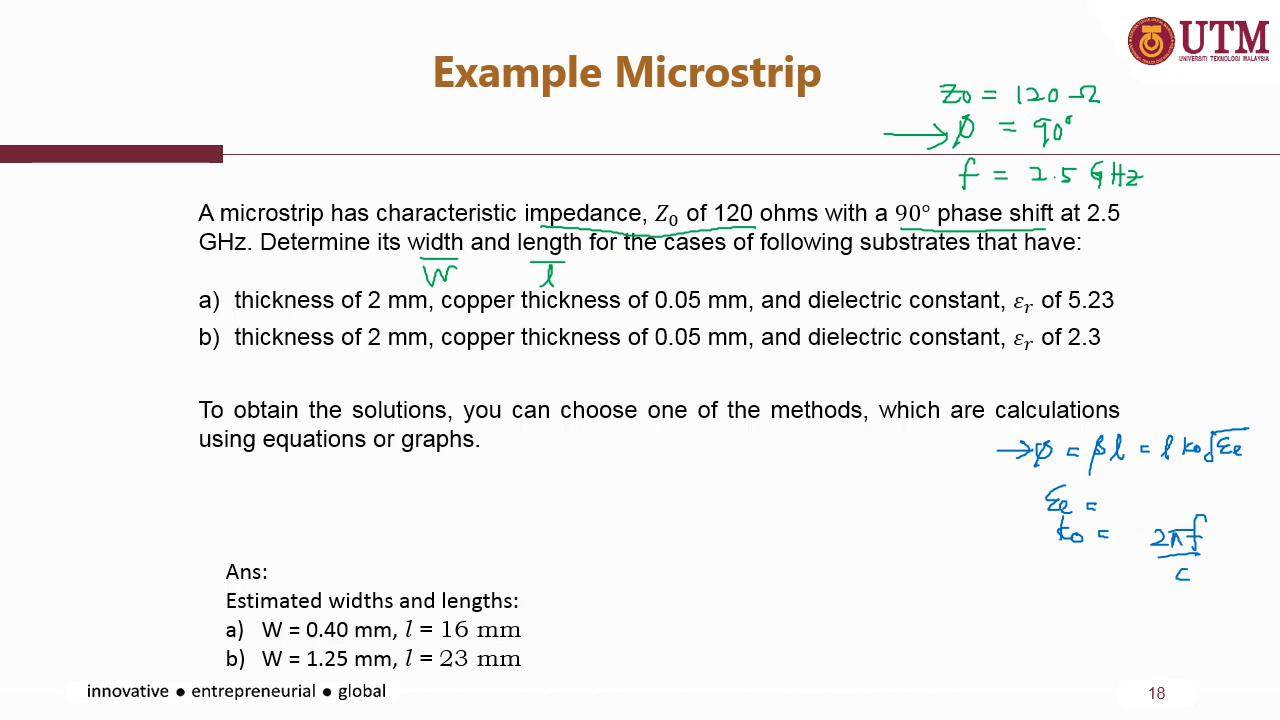 UTM
UNIVERSITI TEKNOLOGI MALAYSIA
Example Microstrip
Z0 = 120 Ω
→ φ = 90°
f = 2.5 GHz
A microstrip has characteristic impedance, Z₀ of 120 ohms with a 90° phase shift at 2.5
GHz. Determine its width and length for the cases of following substrates that have:
W l
a) thickness of 2 mm, copper thickness of 0.05 mm, and dielectric constant, εᵣ of 5.23
b) thickness of 2 mm, copper thickness of 0.05 mm, and dielectric constant, εᵣ of 2.3
To obtain the solutions, you can choose one of the methods, which are calculations
using equations or graphs.
→ φ = βl = l k₀ √εe
εe =
k₀ = 2πf / c
Ans:
Estimated widths and lengths:
a) W = 0.40 mm, l = 16 mm
b) W = 1.25 mm, l = 23 mm
innovative ● entrepreneurial ● global
18